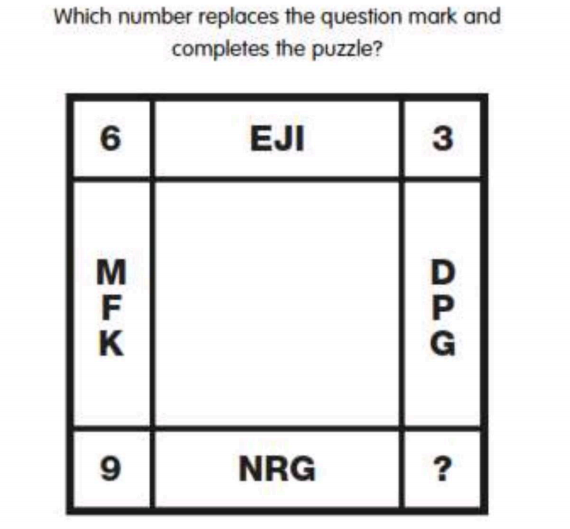 Which number replaces the question mark and
completes the puzzle?
6 EJI 3
M D
F P
K G
9 NRG ?